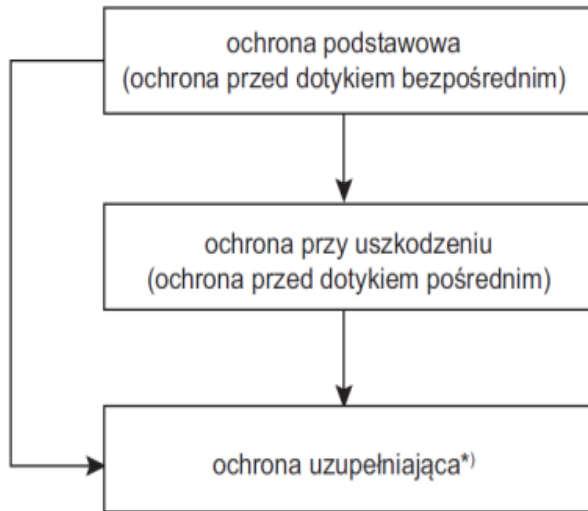 ochrona podstawowa
(ochrona przed dotykiem bezpośrednim)
ochrona przy uszkodzeniu
(ochrona przed dotykiem pośrednim)
ochrona uzupełniająca*)